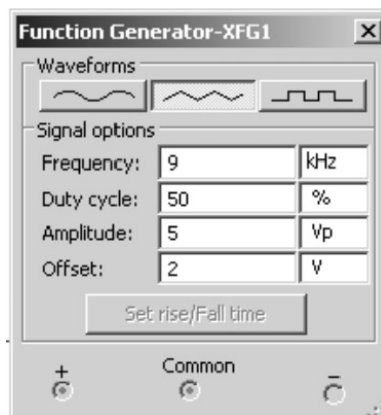 Function Generator-XFG1
Waveforms
Signal options
Frequency: 9 kHz
Duty cycle: 50 %
Amplitude: 5 Vp
Offset: 2 V
Set rise/Fall time
+ Common −